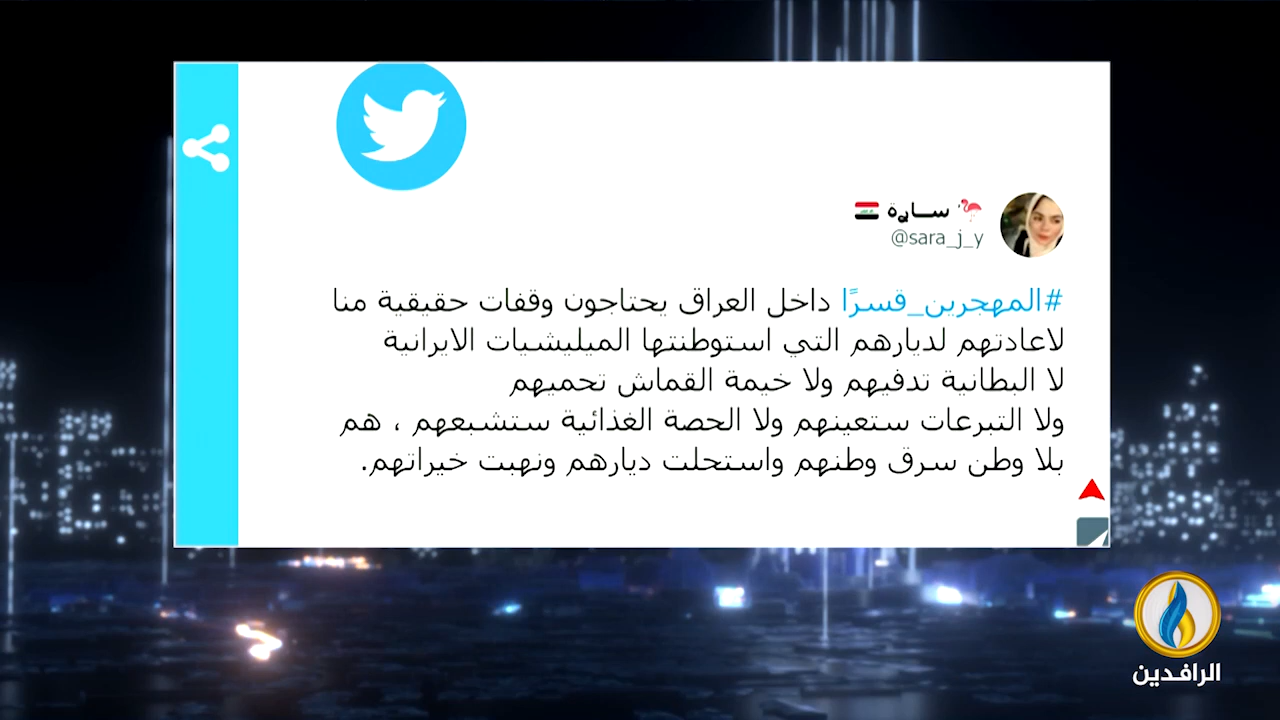 سارة
@sara_j_y
#المهجرين_قسرًا داخل العراق يحتاجون وقفات حقيقية منا
لاعادتهم لديارهم التي استوطنتها الميليشيات الايرانية
لا البطانية تدفيهم ولا خيمة القماش تحميهم
ولا التبرعات ستعينهم ولا الحصة الغذائية ستشبعهم ، هم
بلا وطن سرق وطنهم واستحلت ديارهم ونهبت خيراتهم.
الرافدين